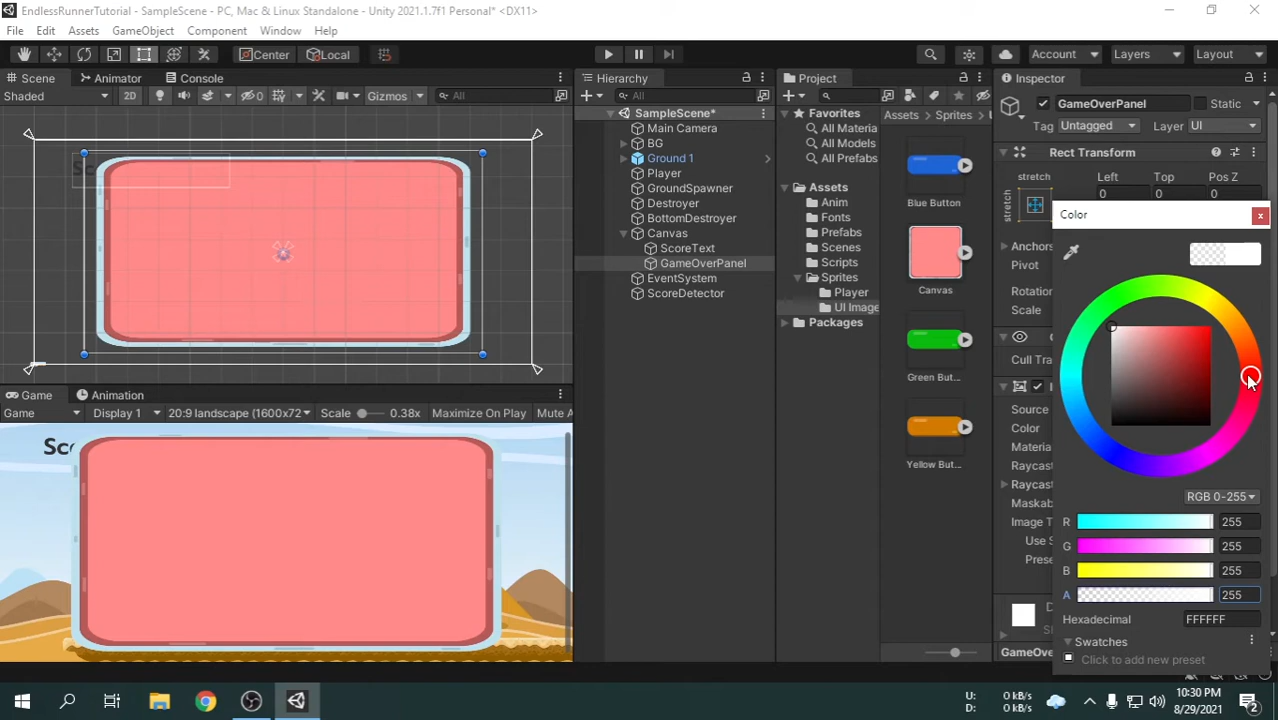 EndlessRunnerTutorial - SampleScene - PC, Mac & Linux Standalone - Unity 2021.1.7f1 Personal* <DX11>
File Edit Assets GameObject Component Window Help
Center Local Account Layers Layout
Scene Animator Console Hierarchy Project Inspector
Shaded 2D 0 Gizmos All
All
SampleScene*
Main Camera
BG
Ground 1
Player
GroundSpawner
Destroyer
BottomDestroyer
Canvas
ScoreText
GameOverPanel
EventSystem
ScoreDetector
Favorites
All Materia
All Models
All Prefabs
Assets
Anim
Fonts
Prefabs
Scenes
Scripts
Sprites
Player
UI Image
Packages
Assets Sprites
Blue Button
Canvas
Green But...
Yellow But...
GameOverPanel Static
Tag Untagged Layer UI
Rect Transform
stretch Left Top Pos Z
stretch 0 0 0
Anchors
Pivot
Rotation
Scale
Cull Tra
Source
Color
Materia
Raycas
Raycas
Maskab
Image T
Use S
Prese
GameOv
Color
RGB 0-255
R 255
G 255
B 255
A 255
Hexadecimal FFFFFF
Swatches
Click to add new preset
Game Animation
Game Display 1 20:9 landscape (1600x72 Scale 0.38x Maximize On Play Mute A
Sc
U: 0 kB/s
D: 0 kB/s
10:30 PM
8/29/2021
2